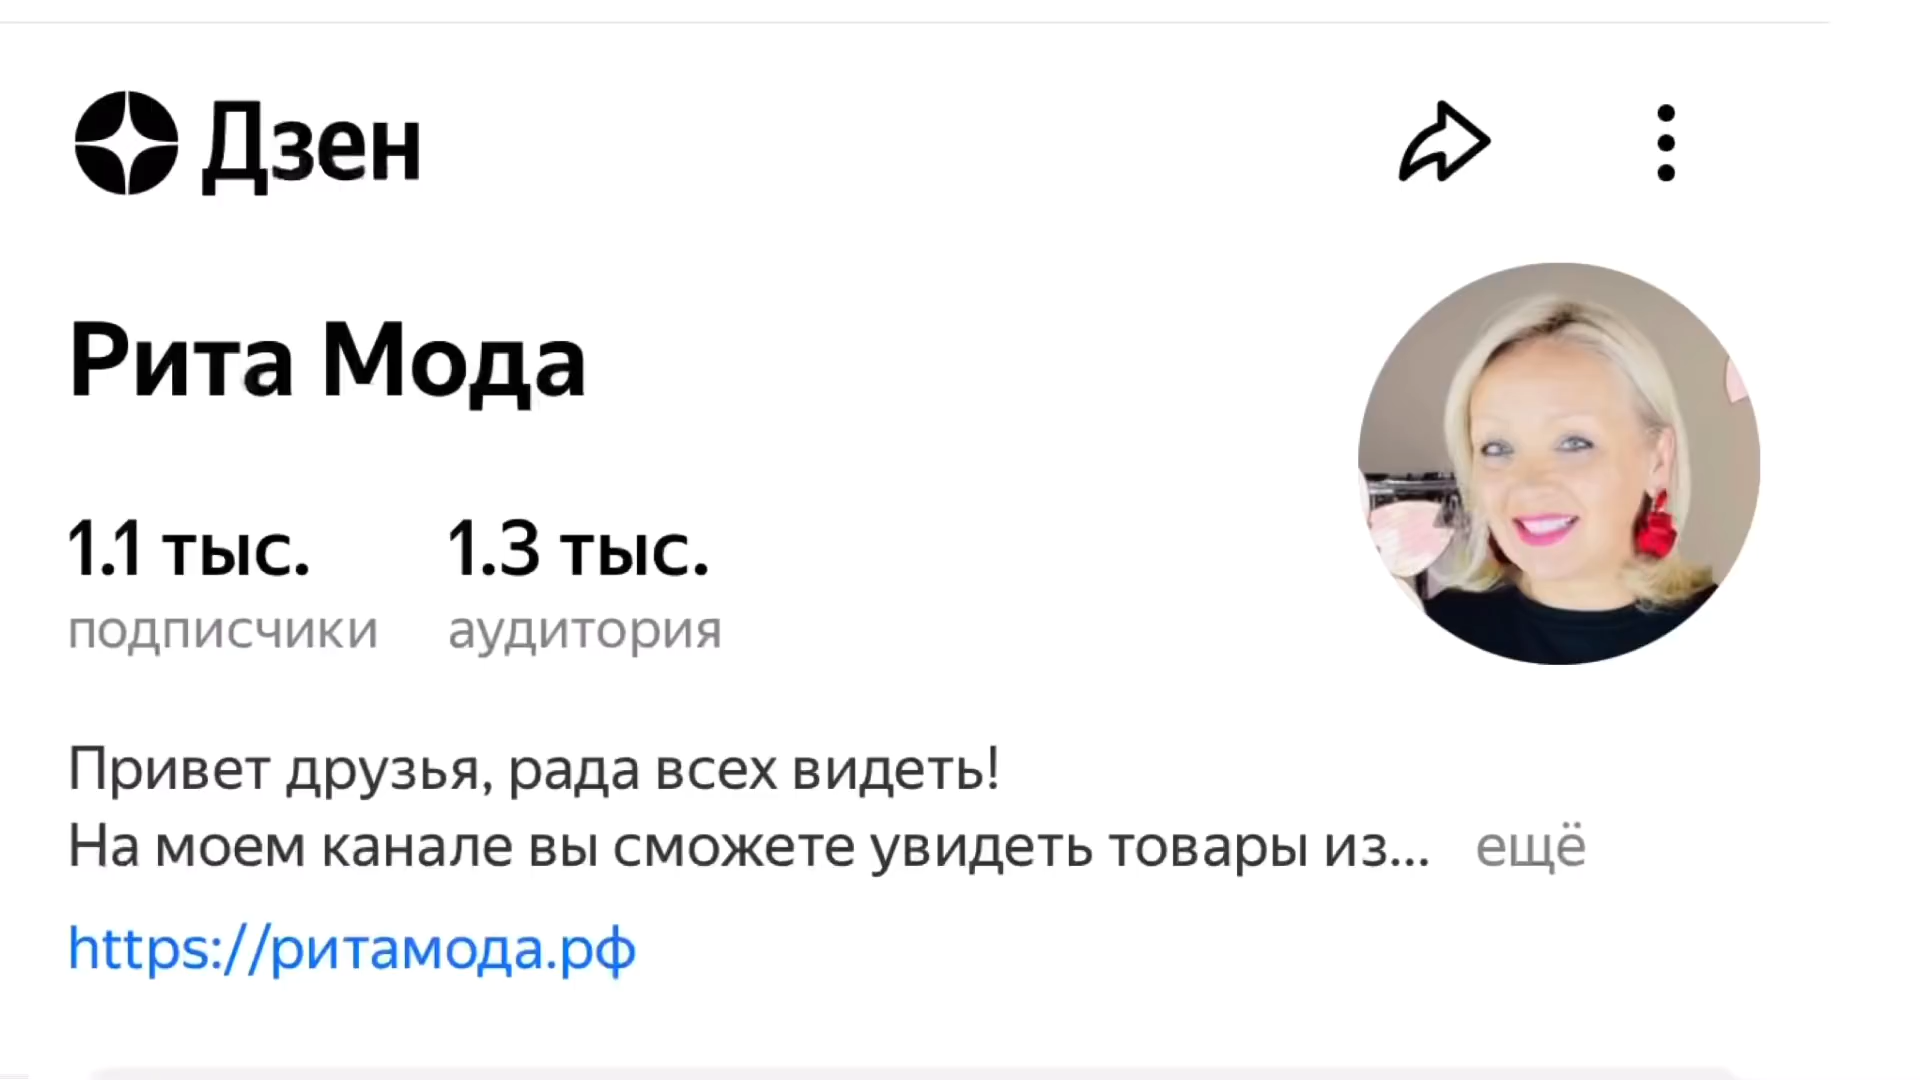 Дзен
Рита Мода
1.1 тыс. 1.3 тыс.
подписчики аудитория
Привет друзья, рада всех видеть!
На моем канале вы сможете увидеть товары из... ещё
https://ритамода.рф